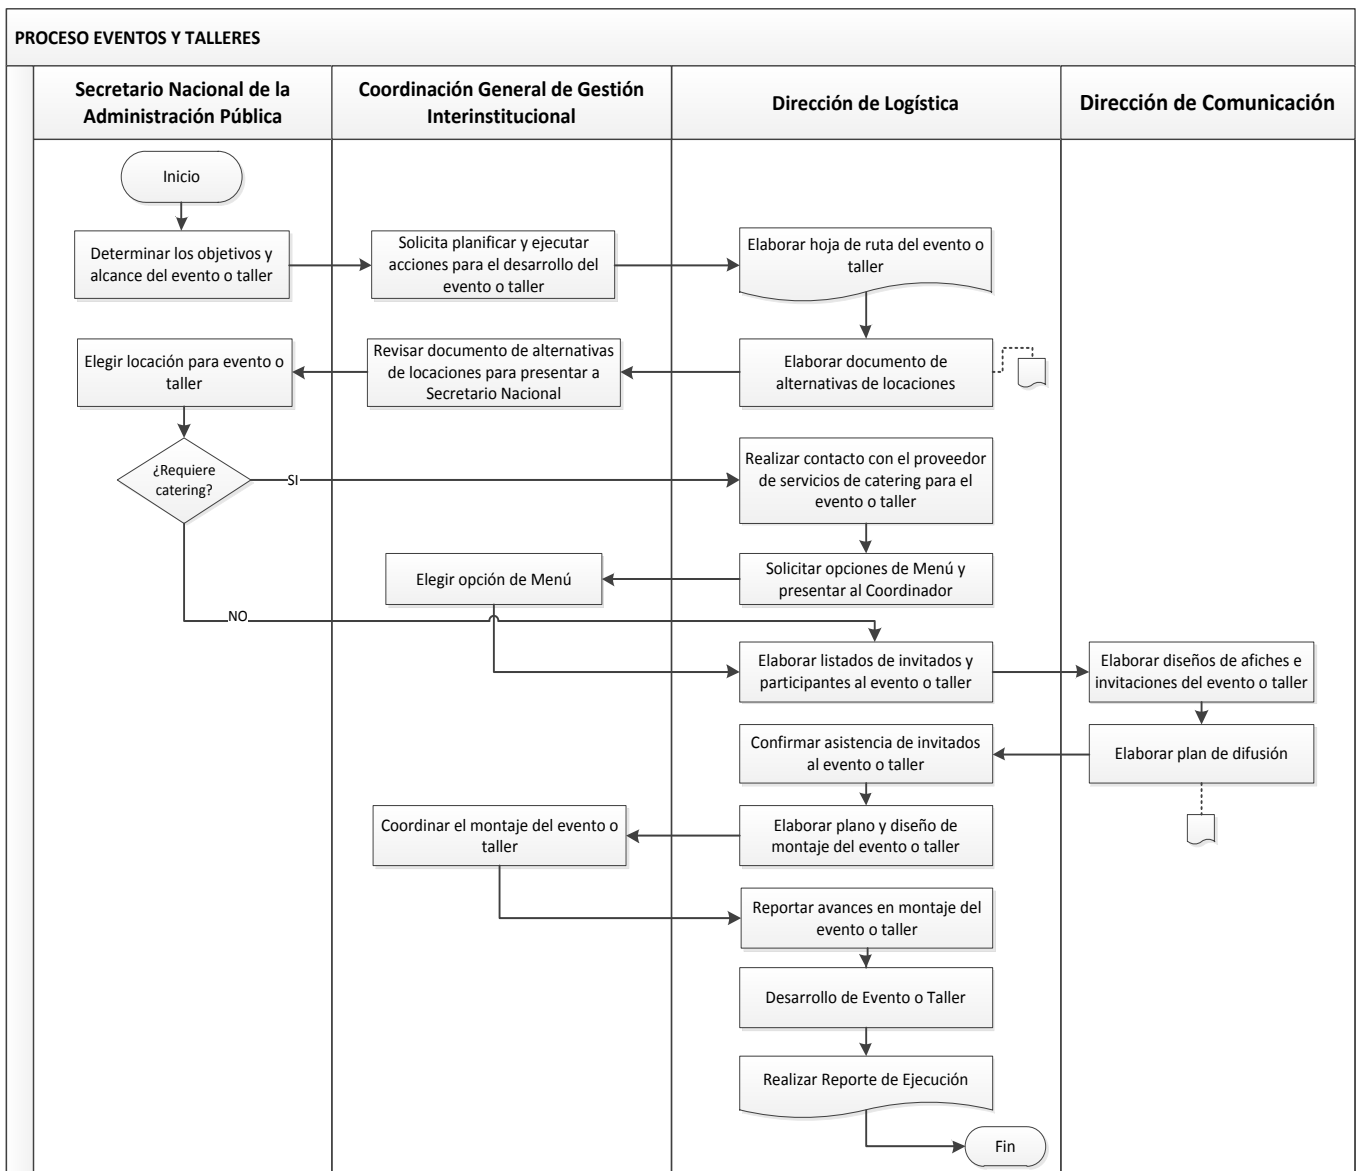 PROCESO EVENTOS Y TALLERES
Secretario Nacional de la
Administración Pública
Coordinación General de Gestión
Interinstitucional
Dirección de Logística
Dirección de Comunicación
Inicio
Determinar los objetivos y
alcance del evento o taller
Solicita planificar y ejecutar
acciones para el desarrollo del
evento o taller
Elaborar hoja de ruta del evento o
taller
Elegir locación para evento o
taller
Revisar documento de alternativas
de locaciones para presentar a
Secretario Nacional
Elaborar documento de
alternativas de locaciones
¿Requiere
catering?
SI
Realizar contacto con el proveedor
de servicios de catering para el
evento o taller
Elegir opción de Menú
Solicitar opciones de Menú y
presentar al Coordinador
NO
Elaborar listados de invitados y
participantes al evento o taller
Elaborar diseños de afiches e
invitaciones del evento o taller
Confirmar asistencia de invitados
al evento o taller
Elaborar plan de difusión
Coordinar el montaje del evento o
taller
Elaborar plano y diseño de
montaje del evento o taller
Reportar avances en montaje del
evento o taller
Desarrollo de Evento o Taller
Realizar Reporte de Ejecución
Fin